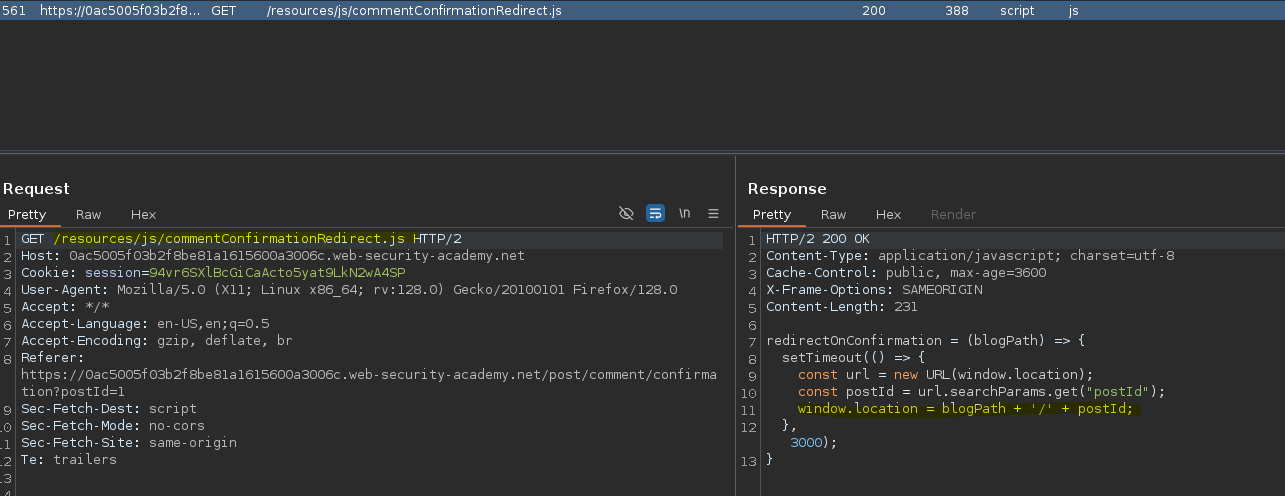 561 https://0ac5005f03b2f8... GET /resources/js/commentConfirmationRedirect.js 200 388 script js
Request
Pretty Raw Hex
\n
1 GET /resources/js/commentConfirmationRedirect.js HTTP/2
2 Host: 0ac5005f03b2f8be81a1615600a3006c.web-security-academy.net
3 Cookie: session=94vr6SXlBcGiCaActo5yat9LkN2wA4SP
4 User-Agent: Mozilla/5.0 (X11; Linux x86_64; rv:128.0) Gecko/20100101 Firefox/128.0
5 Accept: */*
6 Accept-Language: en-US,en;q=0.5
7 Accept-Encoding: gzip, deflate, br
8 Referer:
https://0ac5005f03b2f8be81a1615600a3006c.web-security-academy.net/post/comment/confirma
tion?postId=1
9 Sec-Fetch-Dest: script
10 Sec-Fetch-Mode: no-cors
11 Sec-Fetch-Site: same-origin
12 Te: trailers
13
Response
Pretty Raw Hex Render
1 HTTP/2 200 OK
2 Content-Type: application/javascript; charset=utf-8
3 Cache-Control: public, max-age=3600
4 X-Frame-Options: SAMEORIGIN
5 Content-Length: 231
6
7 redirectOnConfirmation = (blogPath) => {
8 setTimeout(() => {
9 const url = new URL(window.location);
10 const postId = url.searchParams.get("postId");
11 window.location = blogPath + '/' + postId;
12 },
3000);
13 }